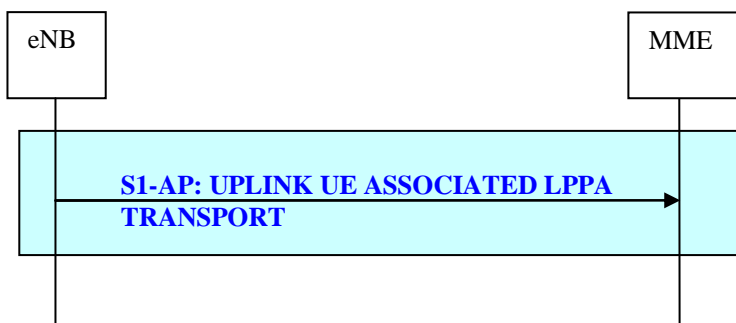 eNB
MME
S1-AP: UPLINK UE ASSOCIATED LPPA
TRANSPORT